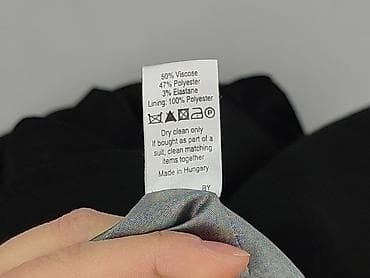 50% Viscose
47% Polyester
3% Elastane
Lining: 100% Polyester
Dry clean only
If bought as part of a
suit, clean matching
items together
Made in Hungary
BY